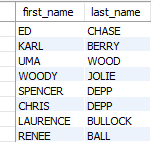 first_name last_name
ED CHASE
KARL BERRY
UMA WOOD
WOODY JOLIE
SPENCER DEPP
CHRIS DEPP
LAURENCE BULLOCK
RENEE BALL